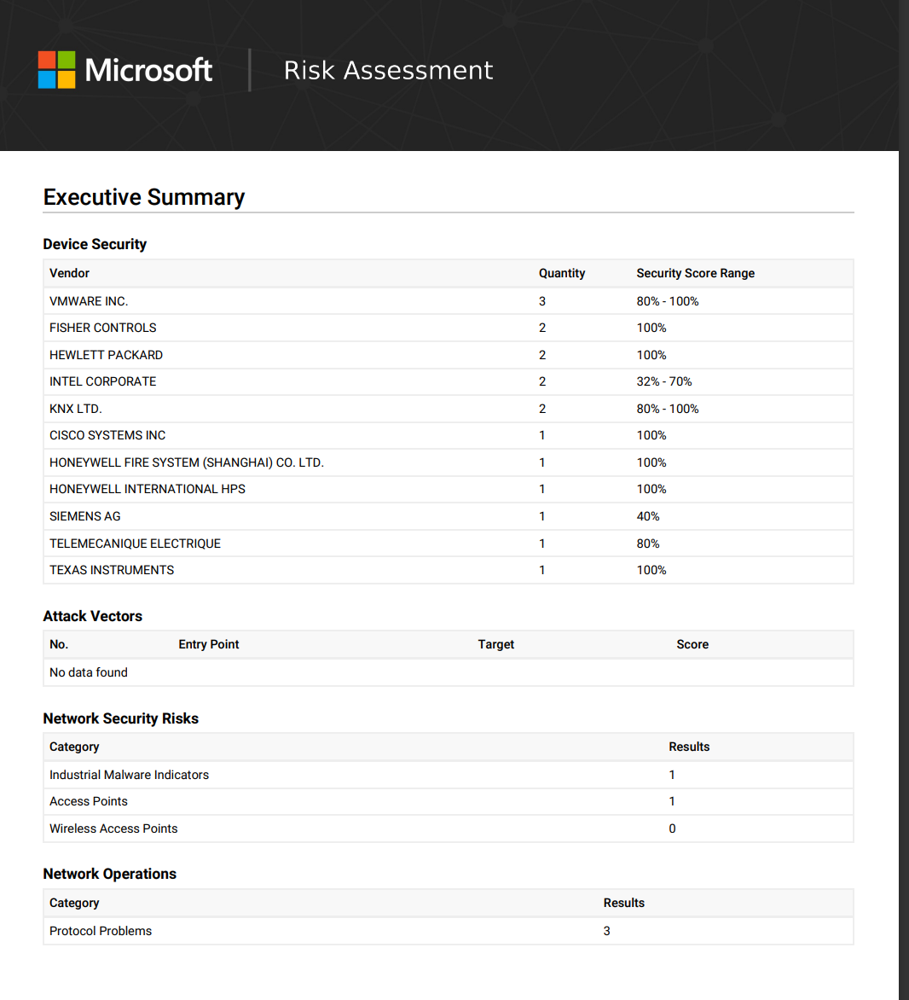 Microsoft | Risk Assessment
Executive Summary
Device Security
Vendor Quantity Security Score Range
VMWARE INC. 3 80% - 100%
FISHER CONTROLS 2 100%
HEWLETT PACKARD 2 100%
INTEL CORPORATE 2 32% - 70%
KNX LTD. 2 80% - 100%
CISCO SYSTEMS INC 1 100%
HONEYWELL FIRE SYSTEM (SHANGHAI) CO. LTD. 1 100%
HONEYWELL INTERNATIONAL HPS 1 100%
SIEMENS AG 1 40%
TELEMECANIQUE ELECTRIQUE 1 80%
TEXAS INSTRUMENTS 1 100%
Attack Vectors
No. Entry Point Target Score
No data found
Network Security Risks
Category Results
Industrial Malware Indicators 1
Access Points 1
Wireless Access Points 0
Network Operations
Category Results
Protocol Problems 3